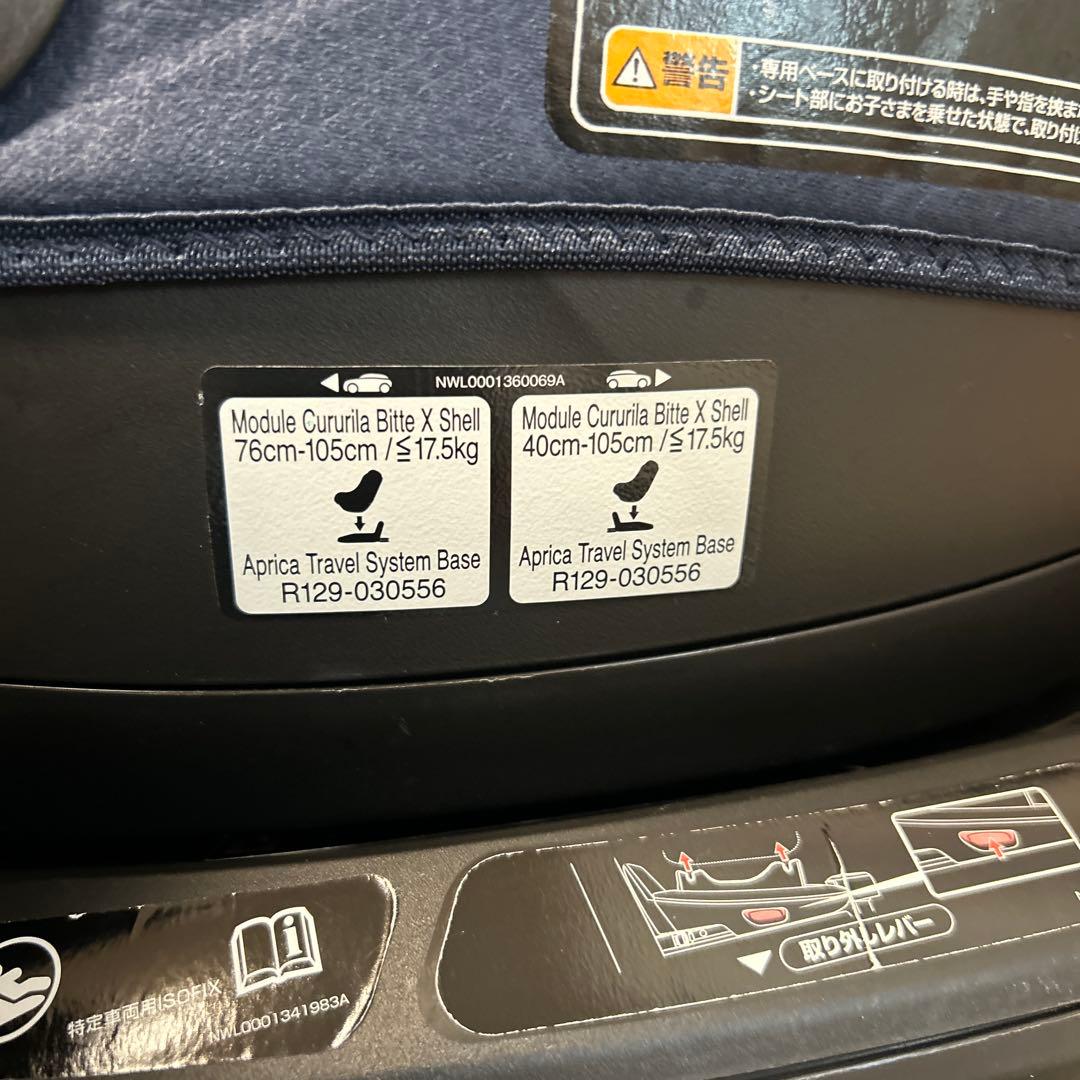 警告
・専用ベースに取り付ける時は、手や指を挟ま
・シート部にお子さまを乗せた状態で、取り付け
NWL0001360069A
Module Cururila Bitte X Shell
76cm-105cm /≦17.5kg
Aprica Travel System Base
R129-030556
Module Cururila Bitte X Shell
40cm-105cm /≦17.5kg
Aprica Travel System Base
R129-030556
取り外しレバー
特定車両用ISOFIX
NWL0001341983A